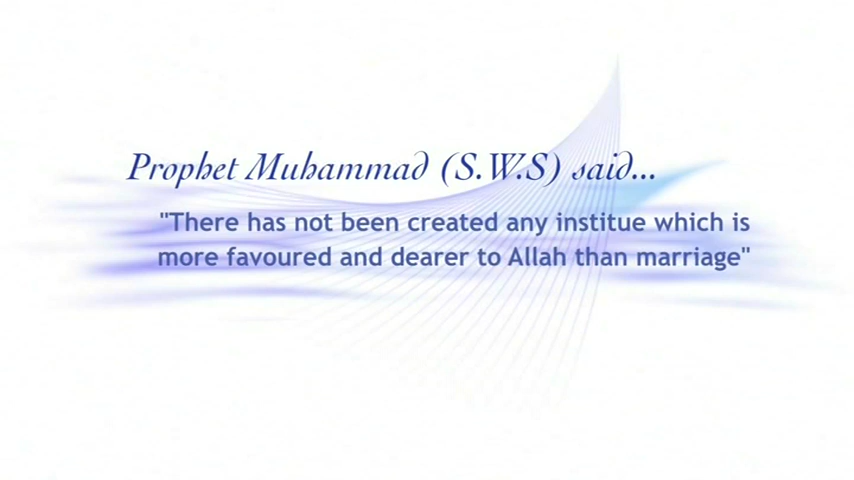 Prophet Muhammad (S.W.S) said...
"There has not been created any institue which is
more favoured and dearer to Allah than marriage"